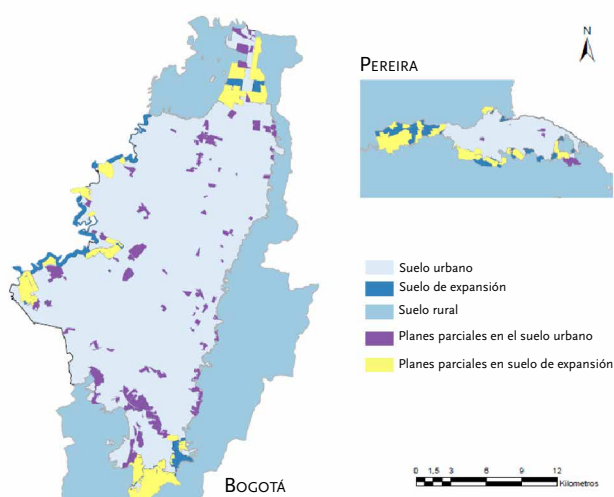 N
PEREIRA
Suelo urbano
Suelo de expansión
Suelo rural
Planes parciales en el suelo urbano
Planes parciales en suelo de expansión
BOGOTÁ
0 1,5 3 6 9 12
Kilometros